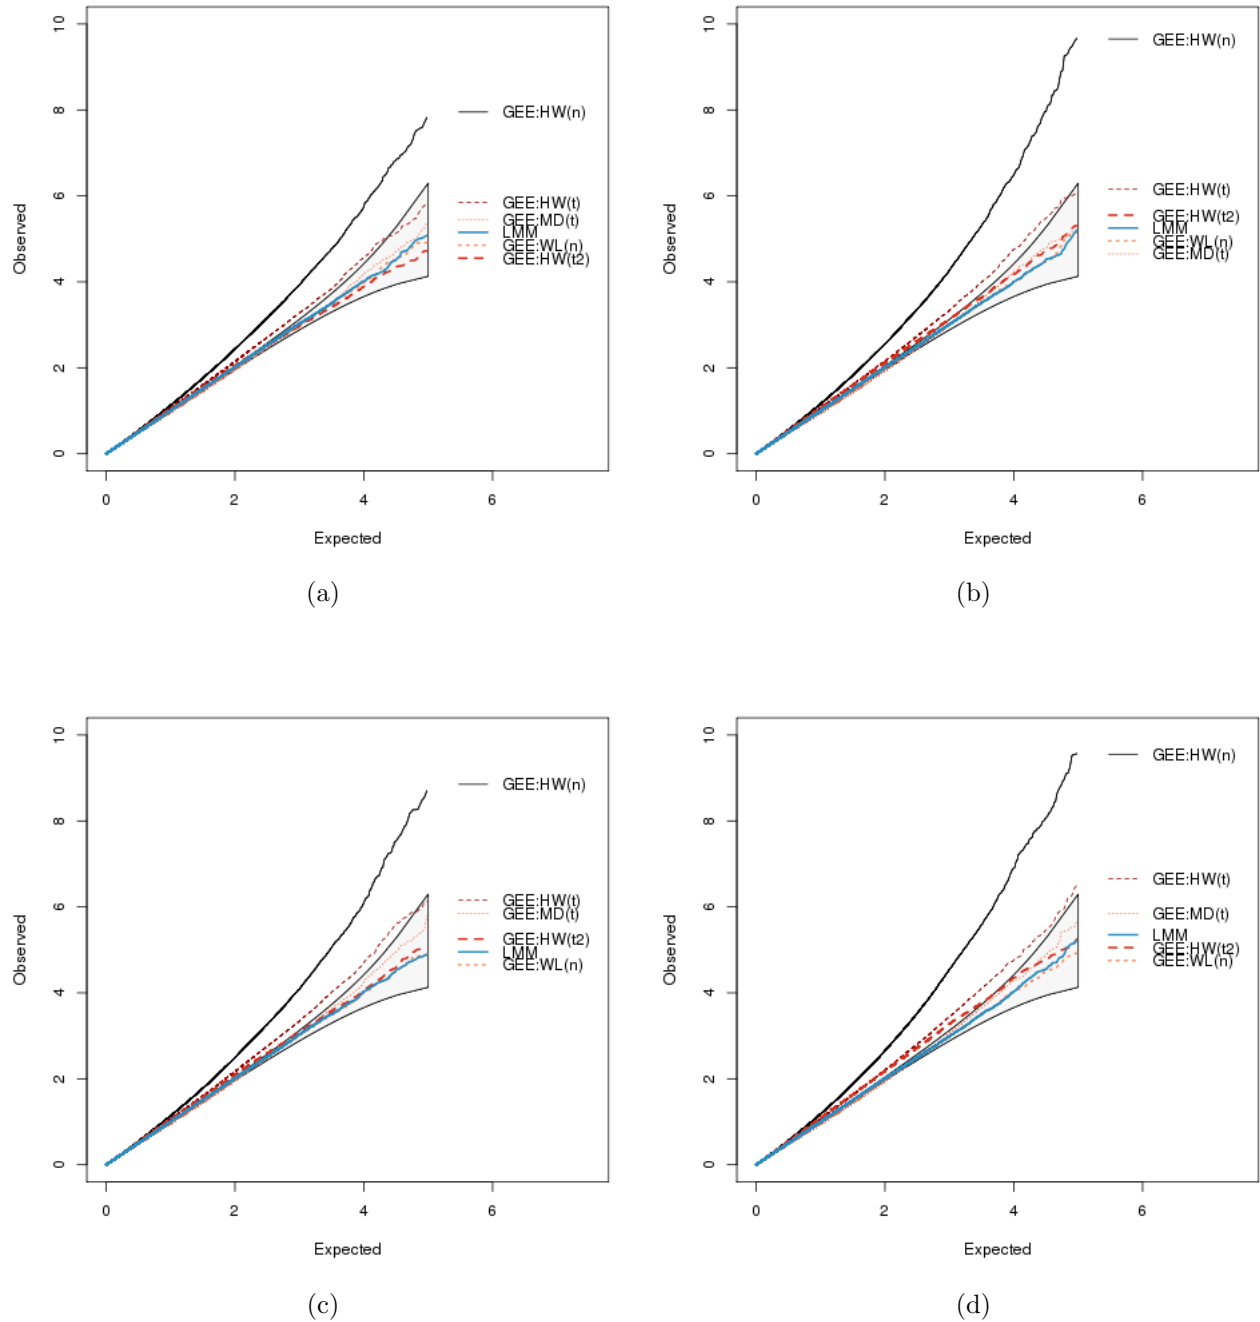 10
8
6
4
2
0
Observed
GEE:HW(n)
GEE:HW(t)
GEE:MD(t)
LMM
GEE:WL(n)
GEE:HW(t2)
0 2 4 6
Expected
(a)
10
8
6
4
2
0
Observed
GEE:HW(n)
GEE:HW(t)
GEE:HW(t2)
LMM
GEE:WL(n)
GEE:MD(t)
0 2 4 6
Expected
(b)
10
8
6
4
2
0
Observed
GEE:HW(n)
GEE:HW(t)
GEE:MD(t)
GEE:HW(t2)
LMM
GEE:WL(n)
0 2 4 6
Expected
(c)
10
8
6
4
2
0
Observed
GEE:HW(n)
GEE:HW(t)
GEE:MD(t)
LMM
GEE:HW(t2)
GEE:WL(n)
0 2 4 6
Expected
(d)